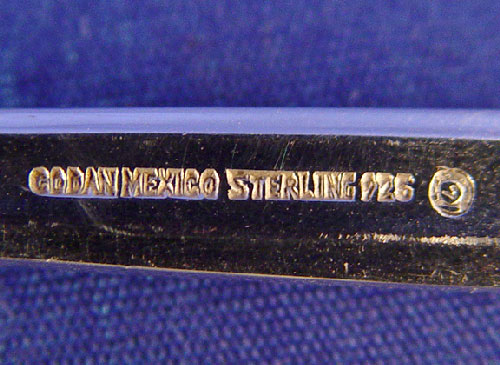 CODAN MEXICO STERLING 925